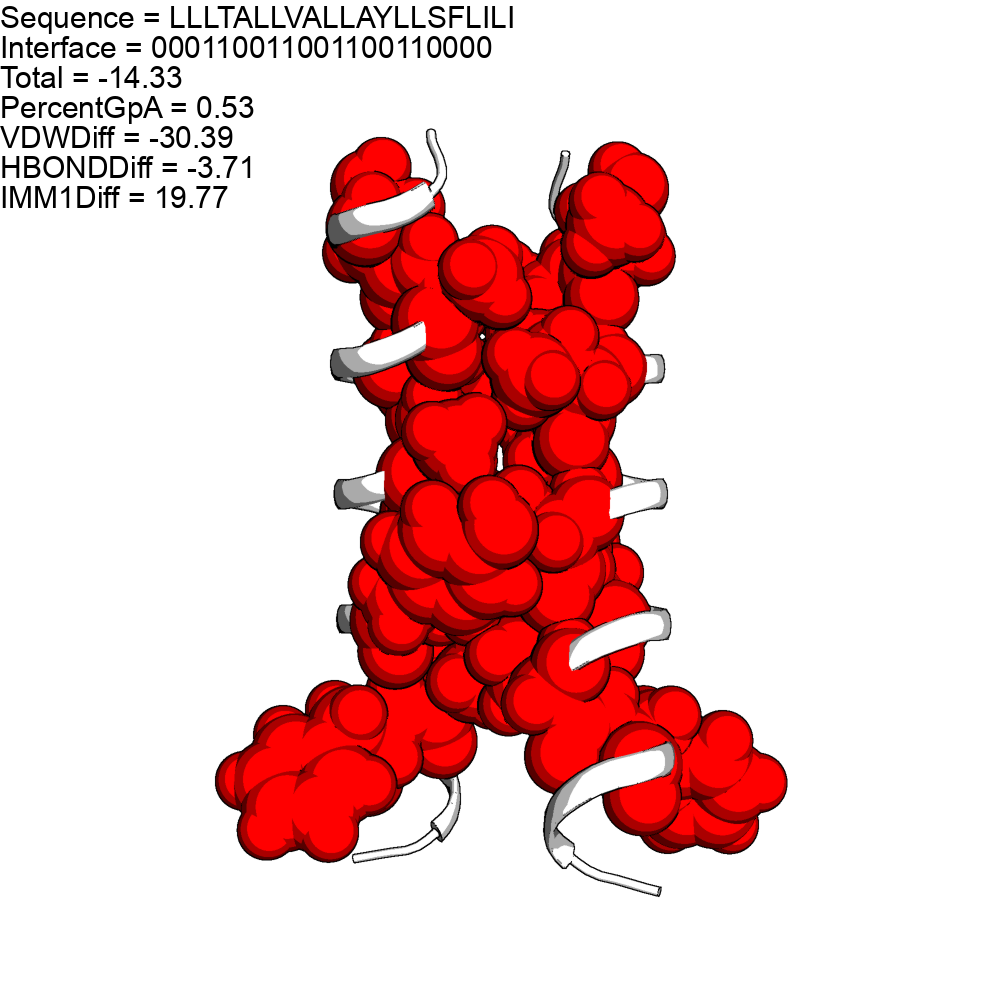 Sequence = LLLTALLVALLAYLLSFLILI
Interface = 000110011001100110000
Total = -14.33
PercentGpA = 0.53
VDWDiff = -30.39
HBONDDiff = -3.71
IMM1Diff = 19.77